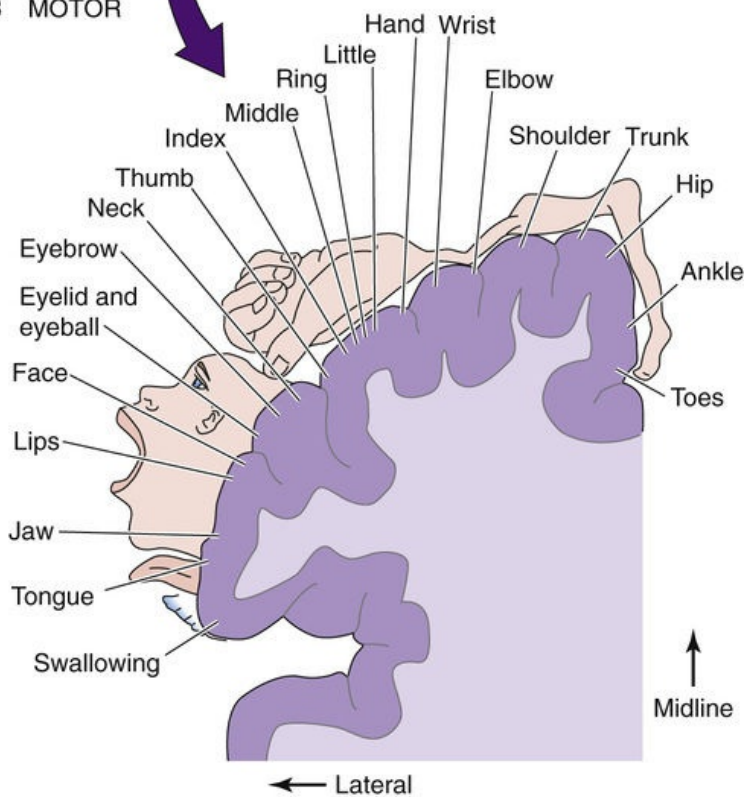 MOTOR
Hand Wrist
Little
Ring
Elbow
Middle
Index
Shoulder
Trunk
Thumb
Hip
Neck
Eyebrow
Ankle
Eyelid and
eyeball
Face
Toes
Lips
Jaw
Tongue
Swallowing
Midline
Lateral